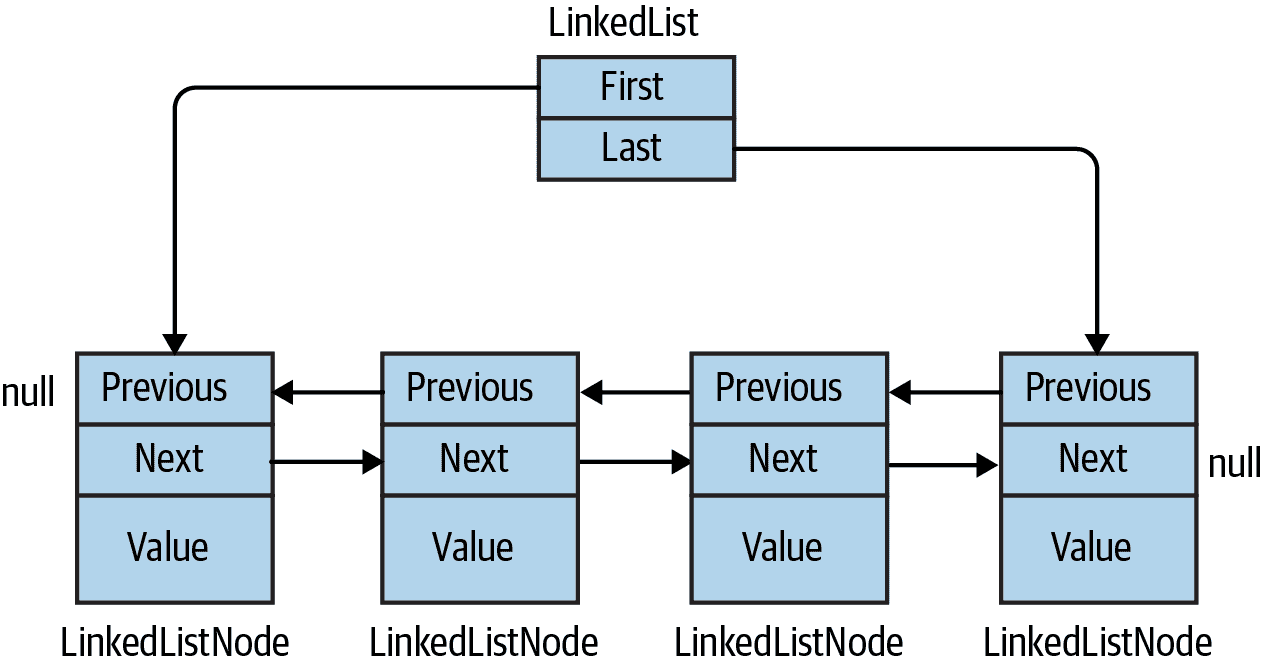 LinkedList
First
Last
null
Previous
Previous
Previous
Previous
Next
Next
Next
Next
null
Value
Value
Value
Value
LinkedListNode
LinkedListNode
LinkedListNode
LinkedListNode